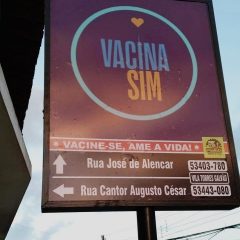 VACINA
SIM
* VACINE-SE, AME A VIDA! *
Rua José de Alencar 53403-780
VILA TORRES GALVÃO
Rua Cantor Augusto César 53443-080